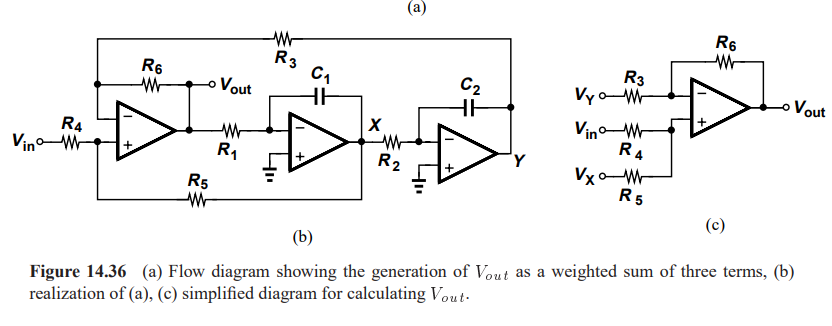 (a)
R3
R6
Vout
C1
C2
R4
Vin
R1
X
R2
Y
R5
(b)
R6
R3
VY
Vout
Vin
R4
VX
R5
(c)
Figure 14.36 (a) Flow diagram showing the generation of Vout as a weighted sum of three terms, (b)
realization of (a), (c) simplified diagram for calculating Vout.